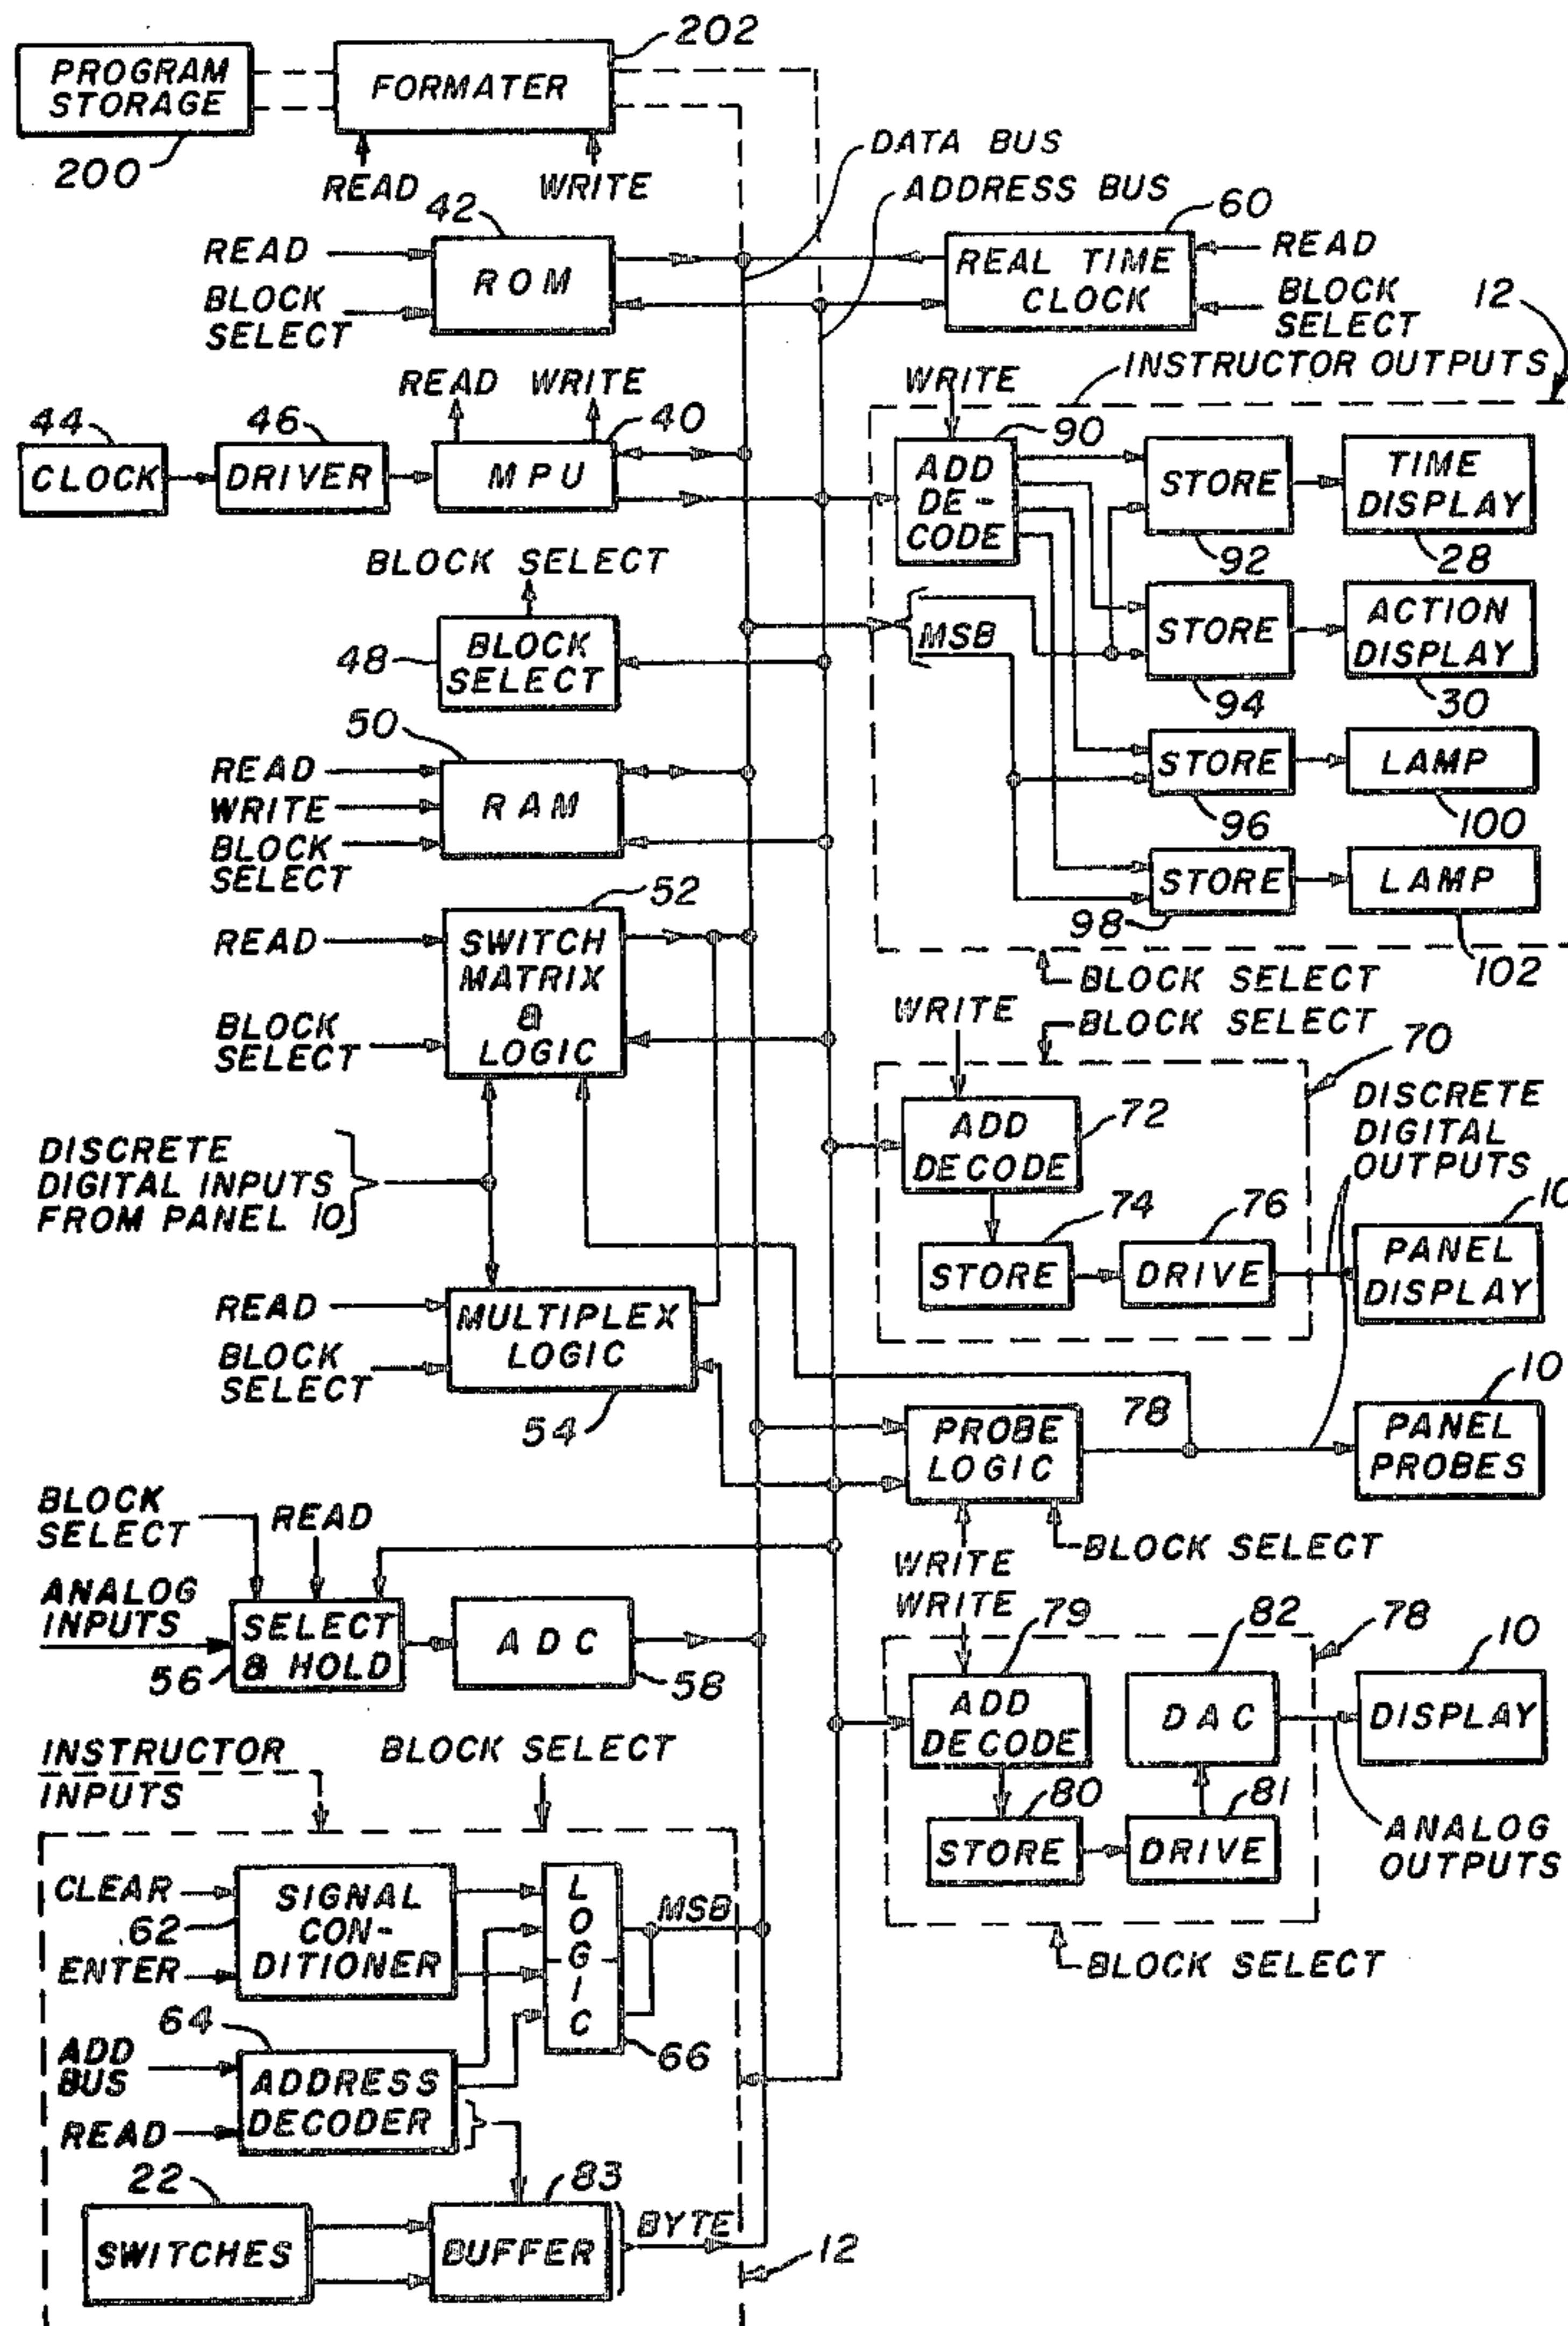 202
PROGRAM
STORAGE
FORMATER
200
READ
WRITE
DATA BUS
ADDRESS BUS
42
60
READ
BLOCK
SELECT
ROM
REAL TIME
CLOCK
READ
BLOCK
SELECT
12
INSTRUCTOR OUTPUTS
READ WRITE
WRITE
44
46
40
90
CLOCK
DRIVER
MPU
ADD
DE-
CODE
STORE
TIME
DISPLAY
92
28
BLOCK SELECT
48
BLOCK
SELECT
MSB
STORE
ACTION
DISPLAY
94
30
50
READ
WRITE
BLOCK
SELECT
RAM
STORE
LAMP
96
100
STORE
LAMP
98
102
52
READ
BLOCK
SELECT
SWITCH
MATRIX
&
LOGIC
BLOCK SELECT
WRITE
BLOCK SELECT
70
DISCRETE
DIGITAL
OUTPUTS
ADD
DECODE
72
DISCRETE
DIGITAL INPUTS
FROM PANEL 10
74
76
10
STORE
DRIVE
PANEL
DISPLAY
READ
BLOCK
SELECT
MULTIPLEX
LOGIC
54
PROBE
LOGIC
78
10
PANEL
PROBES
BLOCK
SELECT
READ
WRITE
BLOCK SELECT
ANALOG
INPUTS
SELECT
& HOLD
56
ADC
58
WRITE
79
82
78
10
ADD
DECODE
DAC
DISPLAY
80
81
STORE
DRIVE
ANALOG
OUTPUTS
BLOCK SELECT
INSTRUCTOR
INPUTS
BLOCK SELECT
CLEAR
62
ENTER
SIGNAL
CON-
DITIONER
LOGIC
MSB
66
64
ADD
BUS
READ
ADDRESS
DECODER
22
83
SWITCHES
BUFFER
BYTE
12